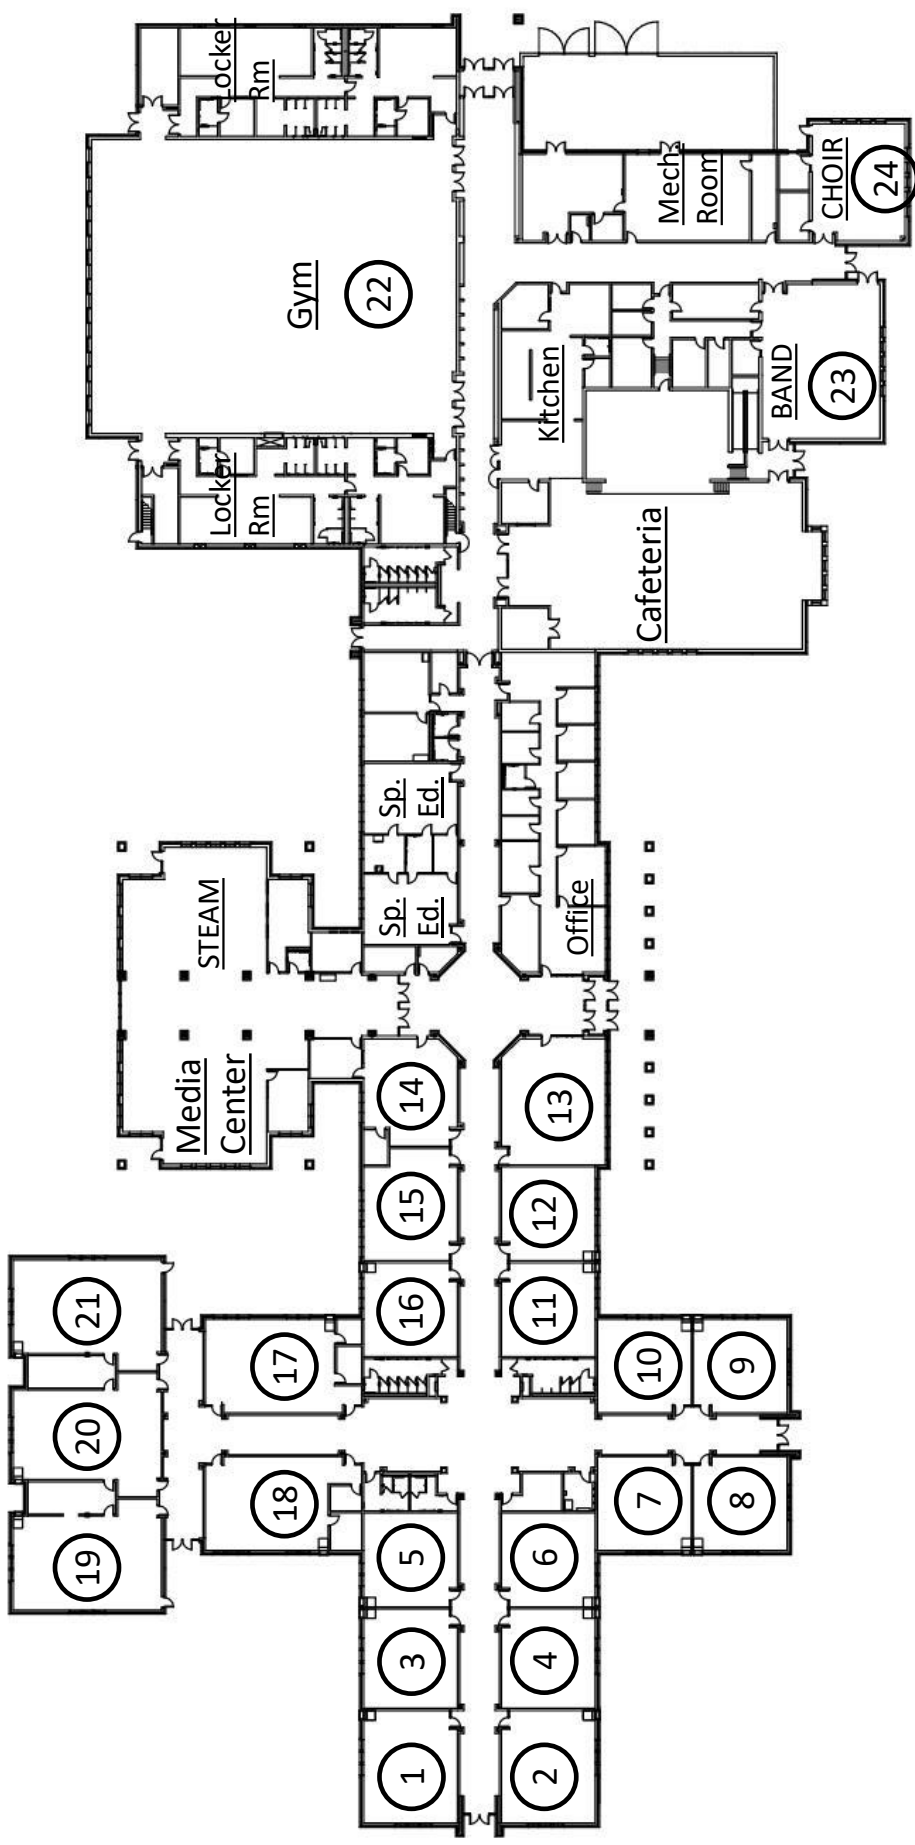 19
20
21
18
17
Media
Center
STEAM
1
3
5
16
15
14
Sp.
Ed.
Sp.
Ed.
Locker
Rm
Gym
22
Locker
Rm
2
4
6
11
12
13
Office
7
10
8
9
Cafeteria
Kitchen
BAND
23
Mech
Room
CHOIR
24